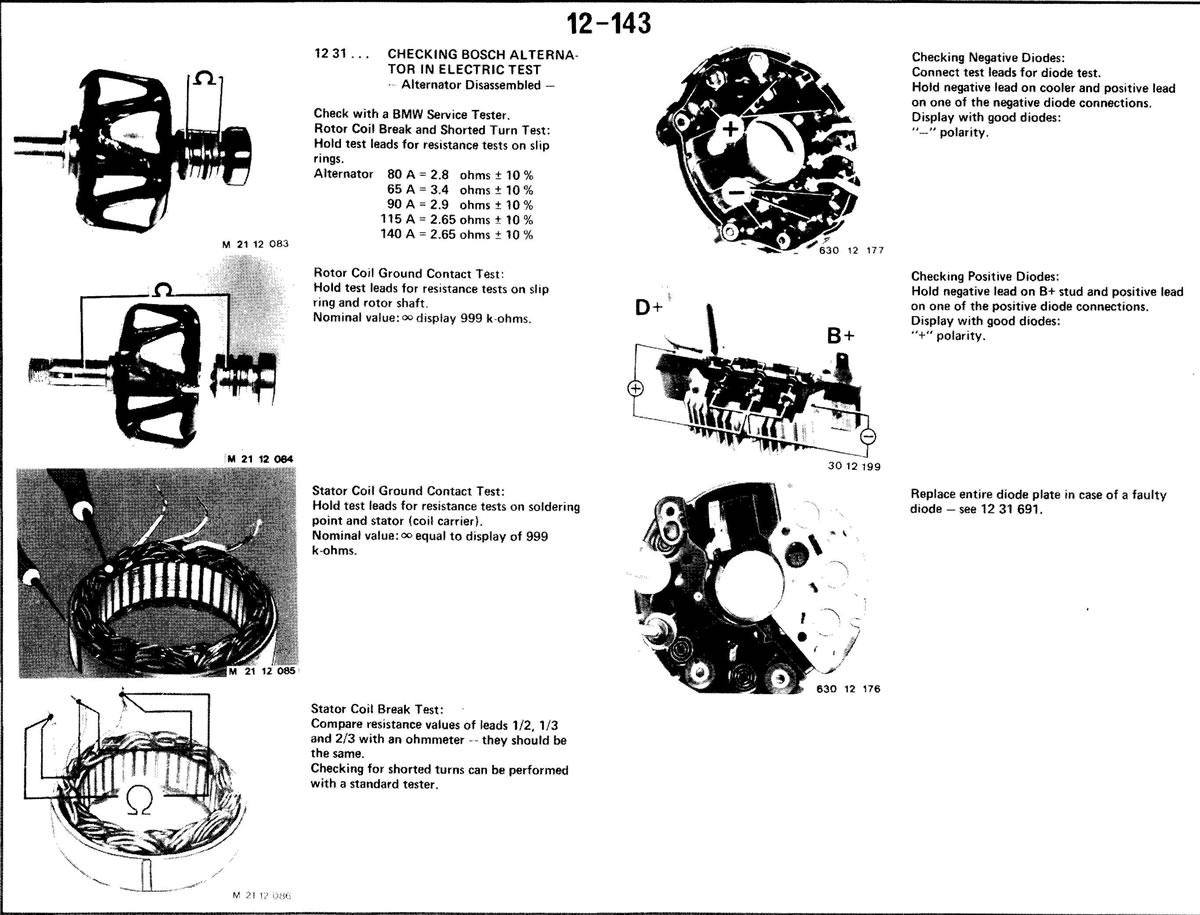 12-143
12 31 ... CHECKING BOSCH ALTERNA-
TOR IN ELECTRIC TEST
– Alternator Disassembled –
Check with a BMW Service Tester.
Rotor Coil Break and Shorted Turn Test:
Hold test leads for resistance tests on slip
rings.
Alternator 80 A = 2.8 ohms ± 10 %
65 A = 3.4 ohms ± 10 %
90 A = 2.9 ohms ± 10 %
115 A = 2.65 ohms ± 10 %
140 A = 2.65 ohms ± 10 %
Ω
M 21 12 083
Rotor Coil Ground Contact Test:
Hold test leads for resistance tests on slip
ring and rotor shaft.
Nominal value: ∞ display 999 k-ohms.
Ω
M 21 12 084
Stator Coil Ground Contact Test:
Hold test leads for resistance tests on soldering
point and stator (coil carrier).
Nominal value: ∞ equal to display of 999
k-ohms.
M 21 12 085
Stator Coil Break Test:
Compare resistance values of leads 1/2, 1/3
and 2/3 with an ohmmeter -- they should be
the same.
Checking for shorted turns can be performed
with a standard tester.
Ω
M 21 12 086
Checking Negative Diodes:
Connect test leads for diode test.
Hold negative lead on cooler and positive lead
on one of the negative diode connections.
Display with good diodes:
"–" polarity.
+
–
630 12 177
Checking Positive Diodes:
Hold negative lead on B+ stud and positive lead
on one of the positive diode connections.
Display with good diodes:
"+" polarity.
D+
B+
+
–
30 12 199
Replace entire diode plate in case of a faulty
diode – see 12 31 691.
630 12 176